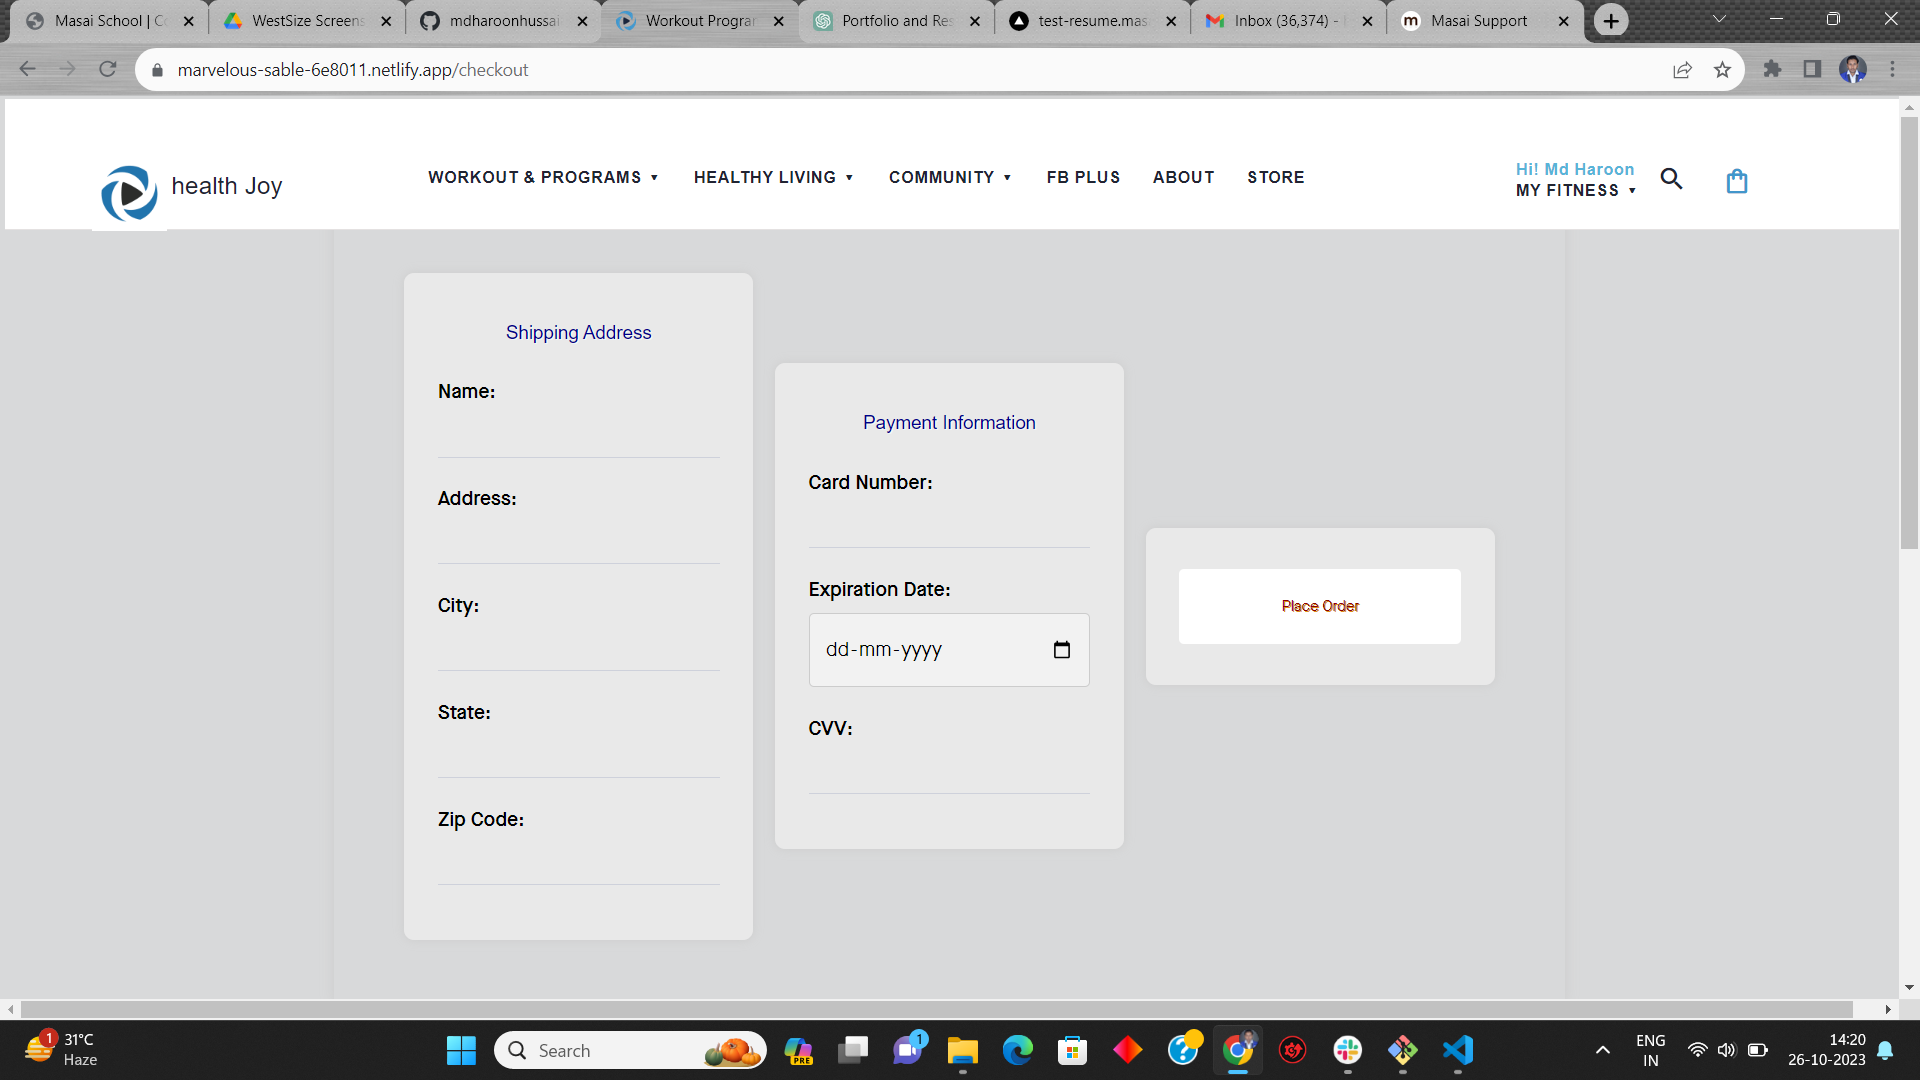 Masai School | C
WestSize Screens
mdharoonhussai
Workout Program
Portfolio and Res
test-resume.mas
Inbox (36,374) -
Masai Support
marvelous-sable-6e8011.netlify.app/checkout
health Joy
WORKOUT & PROGRAMS ▼
HEALTHY LIVING ▼
COMMUNITY ▼
FB PLUS
ABOUT
STORE
Hi! Md Haroon
MY FITNESS ▼
Shipping Address
Name:
Address:
City:
State:
Zip Code:
Payment Information
Card Number:
Expiration Date:
dd-mm-yyyy
CVV:
Place Order
1
31°C
Haze
Search
PRE
1
ENG
IN
14:20
26-10-2023